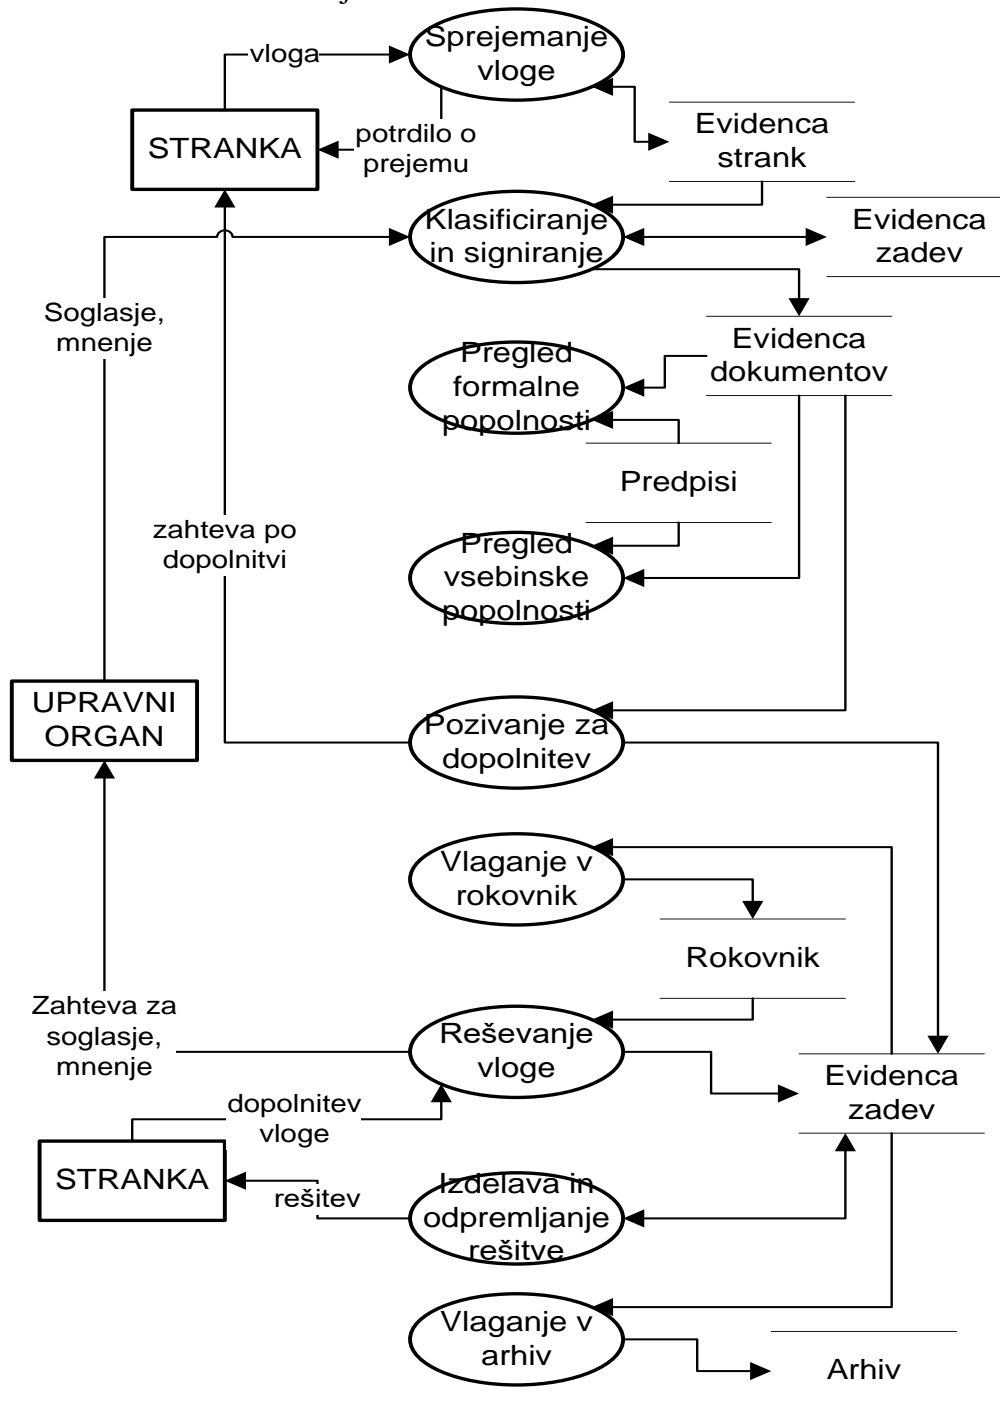 Sprejemanje
vloge
vloga
STRANKA
potrdilo o
prejemu
Evidenca
strank
Klasificiranje
in signiranje
Evidenca
zadev
Soglasje,
mnenje
Evidenca
dokumentov
Pregled
formalne
popolnosti
Predpisi
zahteva po
dopolnitvi
Pregled
vsebinske
popolnosti
UPRAVNI
ORGAN
Pozivanje za
dopolnitev
Vlaganje v
rokovnik
Rokovnik
Zahteva za
soglasje,
mnenje
Reševanje
vloge
Evidenca
zadev
dopolnitev
vloge
STRANKA
rešitev
Izdelava in
odpremljanje
rešitve
Vlaganje v
arhiv
Arhiv